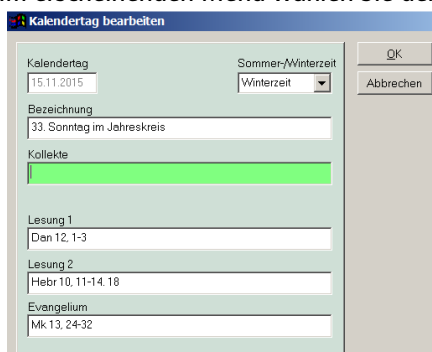 Kalendertag bearbeiten
Kalendertag Sommer-/Winterzeit OK
15.11.2015 Winterzeit Abbrechen
Bezeichnung
33. Sonntag im Jahreskreis
Kollekte
Lesung 1
Dan 12, 1-3
Lesung 2
Hebr 10, 11-14. 18
Evangelium
Mk 13, 24-32